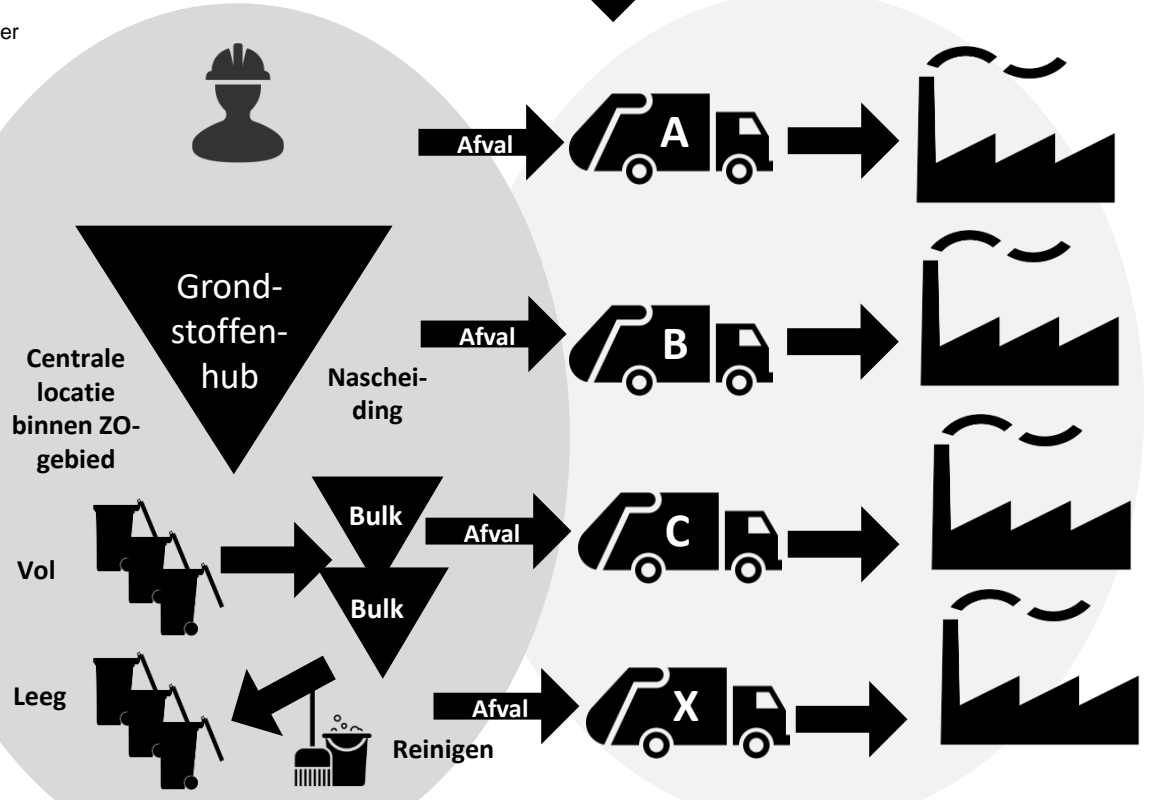 er
Afval
A
Grond-
stoffen-
hub
Afval
B
Centrale
locatie
binnen ZO-
gebied
Naschei-
ding
Bulk
Afval
C
Vol
Bulk
Leeg
Afval
X
Reinigen